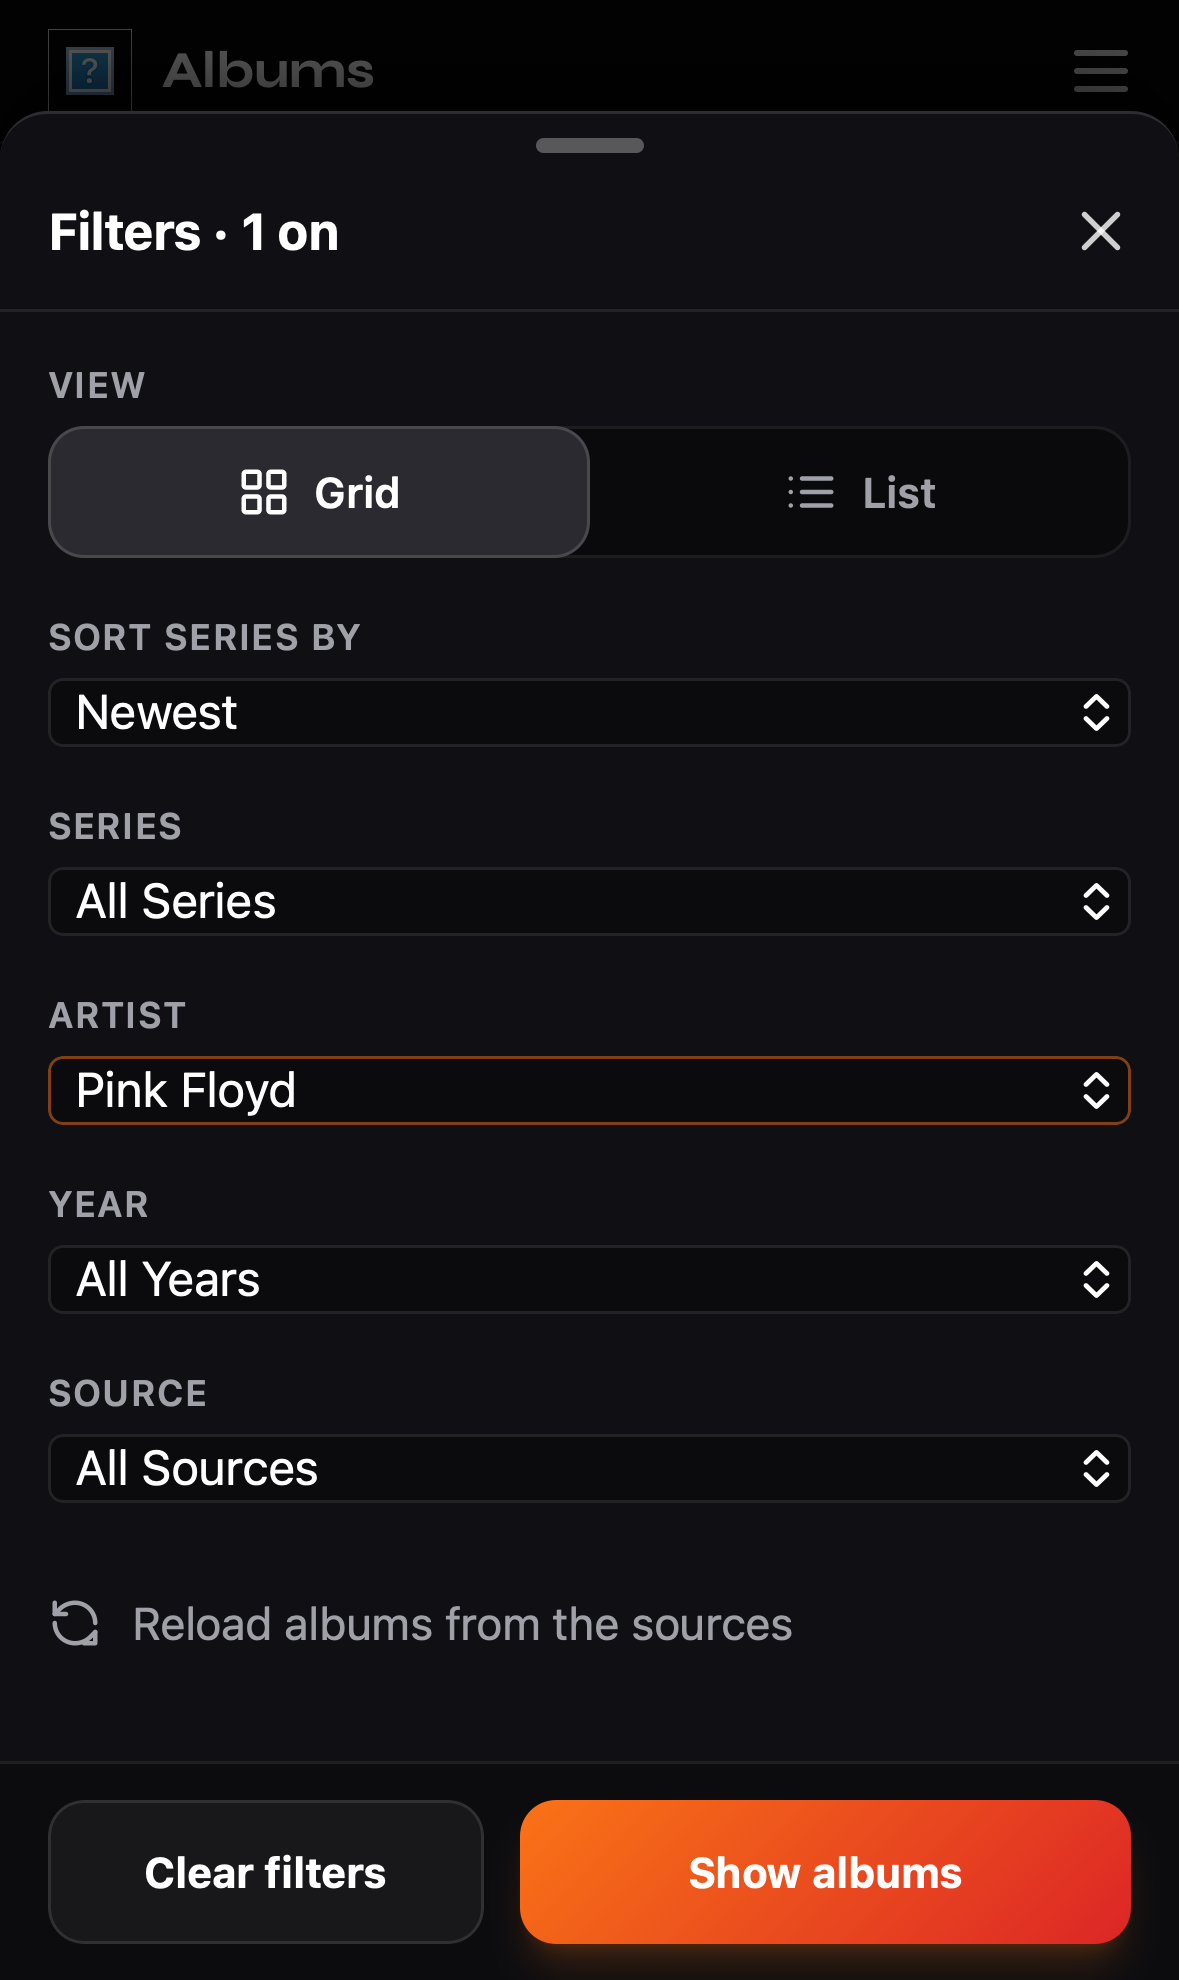 Albums
Filters · 1 on
VIEW
Grid
List
SORT SERIES BY
Newest
SERIES
All Series
ARTIST
Pink Floyd
YEAR
All Years
SOURCE
All Sources
Reload albums from the sources
Clear filters
Show albums